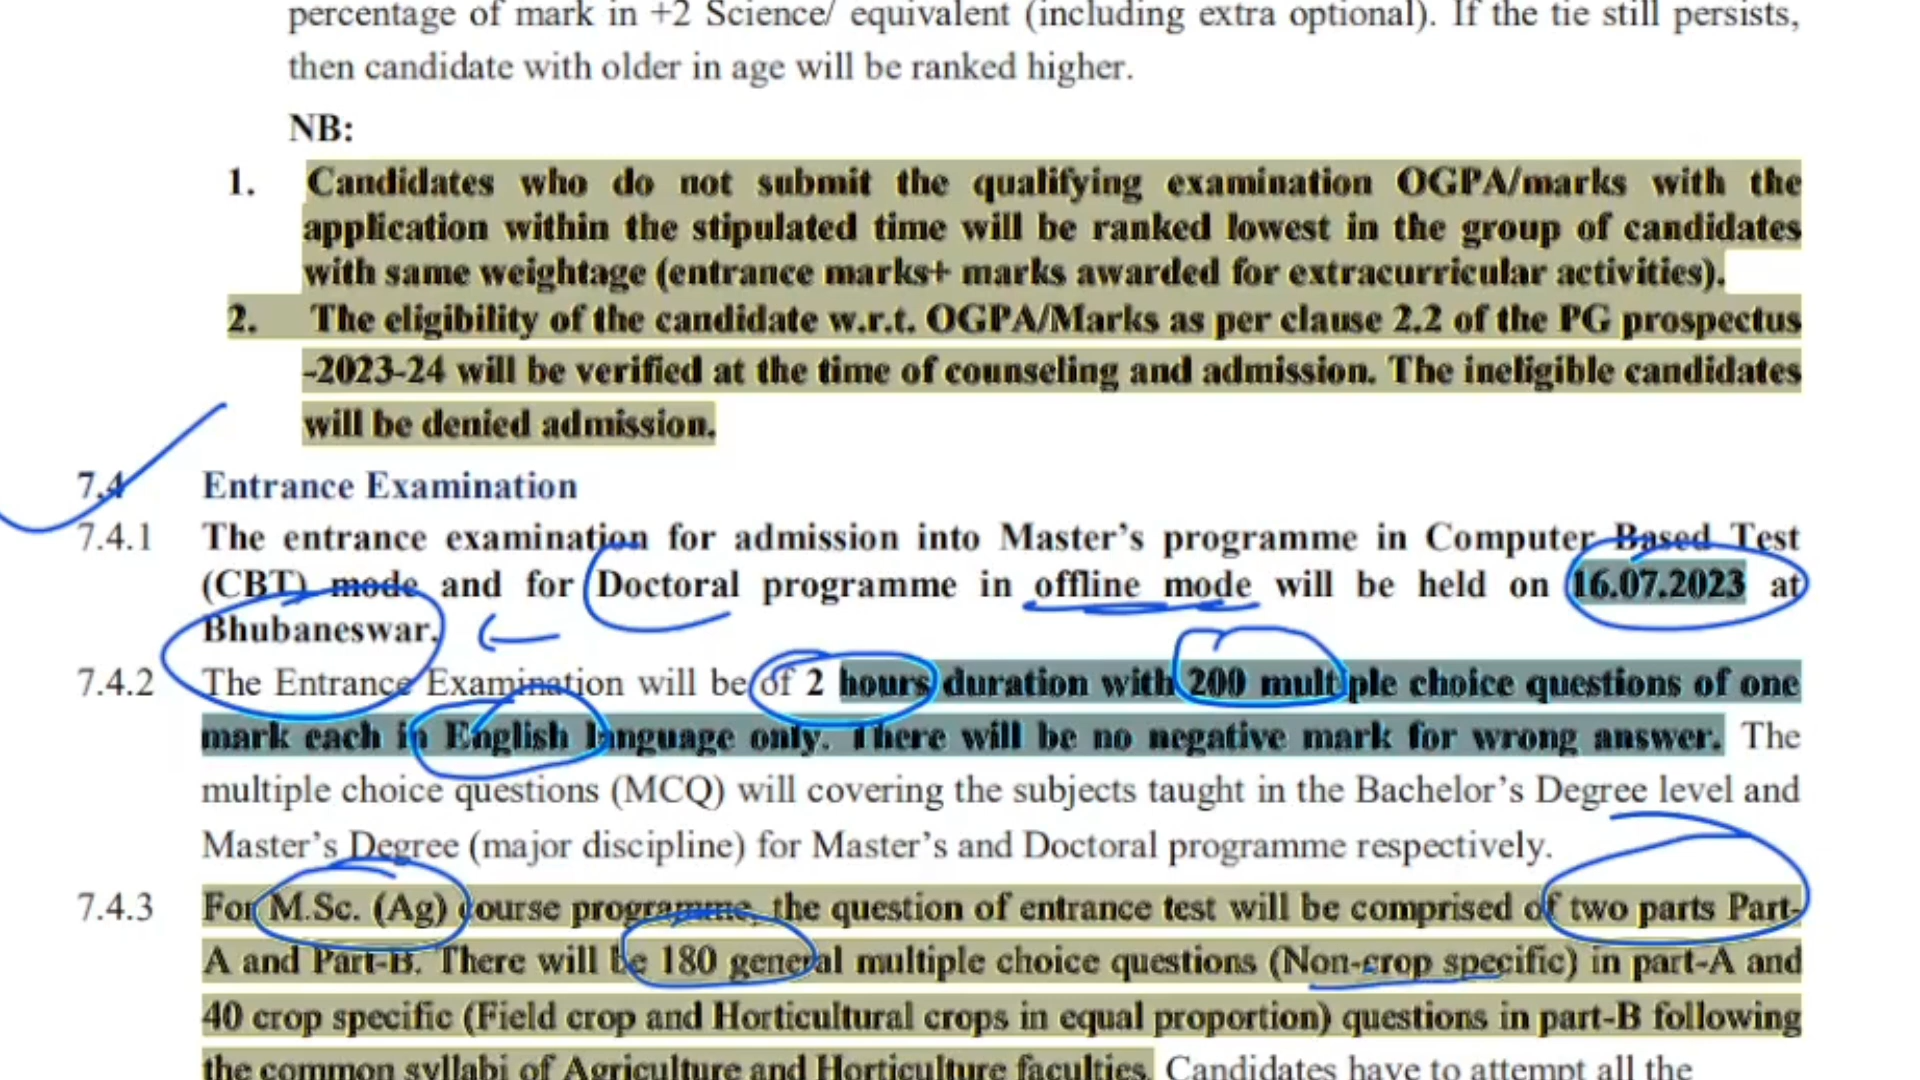 percentage of mark in +2 Science/ equivalent (including extra optional). If the tie still persists,
then candidate with older in age will be ranked higher.
NB:
1. Candidates who do not submit the qualifying examination OGPA/marks with the
application within the stipulated time will be ranked lowest in the group of candidates
with same weightage (entrance marks+ marks awarded for extracurricular activities).
2. The eligibility of the candidate w.r.t. OGPA/Marks as per clause 2.2 of the PG prospectus
-2023-24 will be verified at the time of counseling and admission. The ineligible candidates
will be denied admission.
7.4 Entrance Examination
7.4.1 The entrance examination for admission into Master’s programme in Computer Based Test
(CBT) mode and for Doctoral programme in offline mode will be held on 16.07.2023 at
Bhubaneswar.
7.4.2 The Entrance Examination will be of 2 hours duration with 200 multiple choice questions of one
mark each in English language only. There will be no negative mark for wrong answer. The
multiple choice questions (MCQ) will covering the subjects taught in the Bachelor’s Degree level and
Master’s Degree (major discipline) for Master’s and Doctoral programme respectively.
7.4.3 For M.Sc. (Ag) course programme, the question of entrance test will be comprised of two parts Part-
A and Part-B. There will be 180 general multiple choice questions (Non-crop specific) in part-A and
40 crop specific (Field crop and Horticultural crops in equal proportion) questions in part-B following
the common syllabi of Agriculture and Horticulture faculties. Candidates have to attempt all the